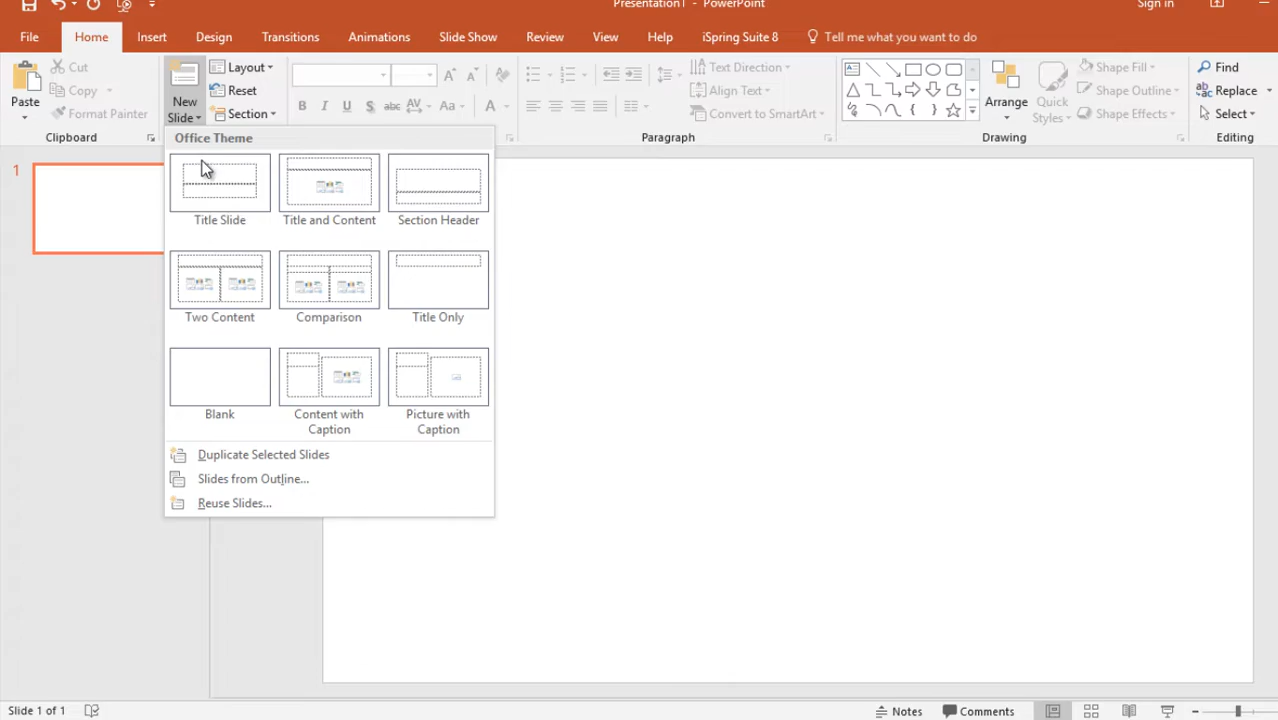 Presentation1 - PowerPoint
Sign in
File Home Insert Design Transitions Animations Slide Show Review View Help iSpring Suite 8 Tell me what you want to do
Paste
Cut
Copy
Format Painter
Clipboard
New
Slide
Layout
Reset
Section
B I U S abc AV Aa A
A A
Text Direction
Align Text
Convert to SmartArt
Paragraph
Arrange
Quick
Styles
Shape Fill
Shape Outline
Shape Effects
Drawing
Find
Replace
Select
Editing
Office Theme
Title Slide
Title and Content
Section Header
Two Content
Comparison
Title Only
Blank
Content with
Caption
Picture with
Caption
Duplicate Selected Slides
Slides from Outline...
Reuse Slides...
1
Slide 1 of 1
Notes
Comments